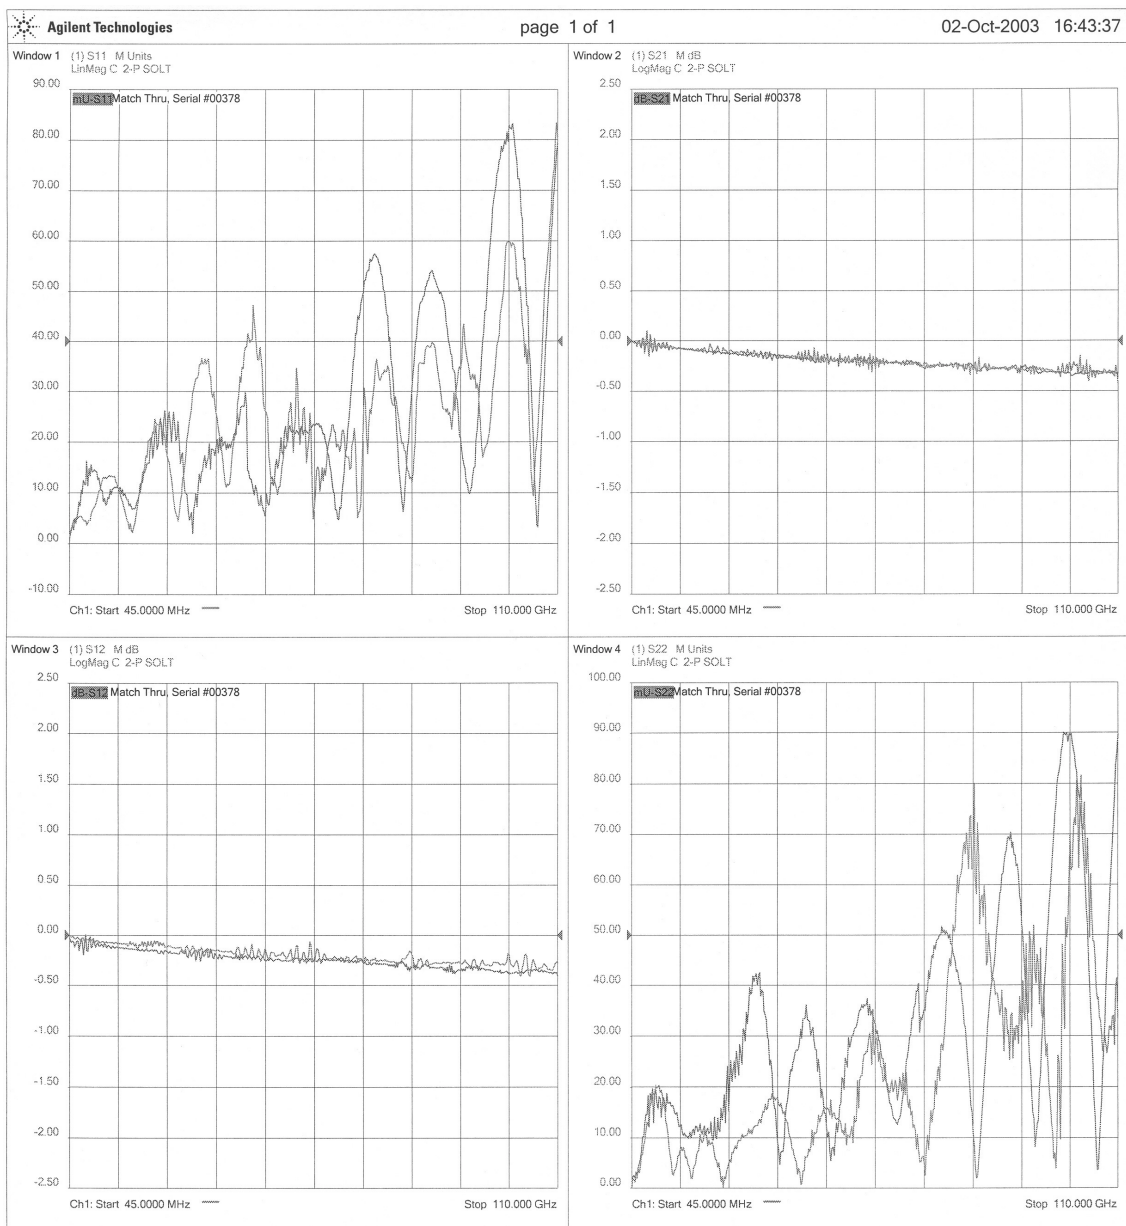 Agilent Technologies page 1 of 1 02-Oct-2003 16:43:37
Window 1 (1) S11 M Units
LinMag C 2-P SOLT
90.00
mU-S11 Match Thru, Serial #00378
80.00
70.00
60.00
50.00
40.00
30.00
20.00
10.00
0.00
-10.00
Ch1: Start 45.0000 MHz Stop 110.000 GHz
Window 2 (1) S21 M dB
LogMag C 2-P SOLT
2.50
dB-S21 Match Thru, Serial #00378
2.00
1.50
1.00
0.50
0.00
-0.50
-1.00
-1.50
-2.00
-2.50
Ch1: Start 45.0000 MHz Stop 110.000 GHz
Window 3 (1) S12 M dB
LogMag C 2-P SOLT
2.50
dB-S12 Match Thru, Serial #00378
2.00
1.50
1.00
0.50
0.00
-0.50
-1.00
-1.50
-2.00
-2.50
Ch1: Start 45.0000 MHz Stop 110.000 GHz
Window 4 (1) S22 M Units
LinMag C 2-P SOLT
100.00
mU-S22 Match Thru, Serial #00378
90.00
80.00
70.00
60.00
50.00
40.00
30.00
20.00
10.00
0.00
Ch1: Start 45.0000 MHz Stop 110.000 GHz